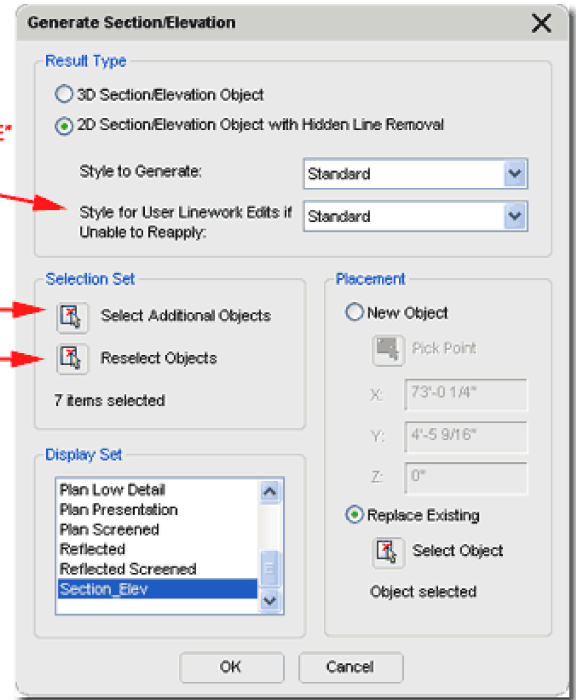 Generate Section/Elevation
Result Type
3D Section/Elevation Object
2D Section/Elevation Object with Hidden Line Removal
E"
Style to Generate:
Standard
Style for User Linework Edits if
Unable to Reapply:
Standard
Selection Set
Select Additional Objects
Reselect Objects
7 items selected
Display Set
Plan Low Detail
Plan Presentation
Plan Screened
Reflected
Reflected Screened
Section_Elev
Placement
New Object
Pick Point
X:
73'-0 1/4"
Y:
4'-5 9/16"
Z:
0"
Replace Existing
Select Object
Object selected
OK
Cancel